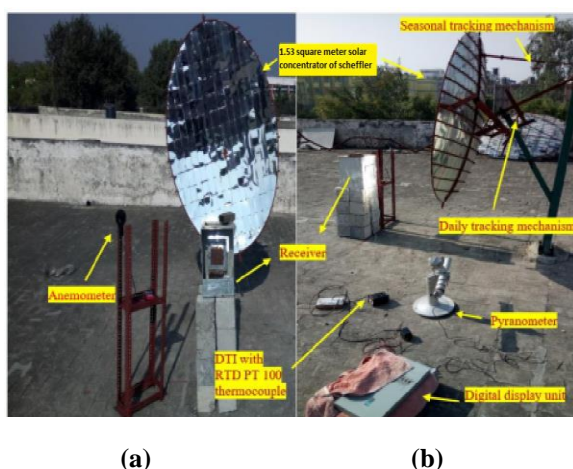 Seasonal tracking mechanism
1.53 square meter solar
concentrator of scheffler
Daily tracking mechanism
Receiver
Anemometer
Pyranometer
DTI with
RTD PT 100
thermocouple
Digital display unit
(a)
(b)